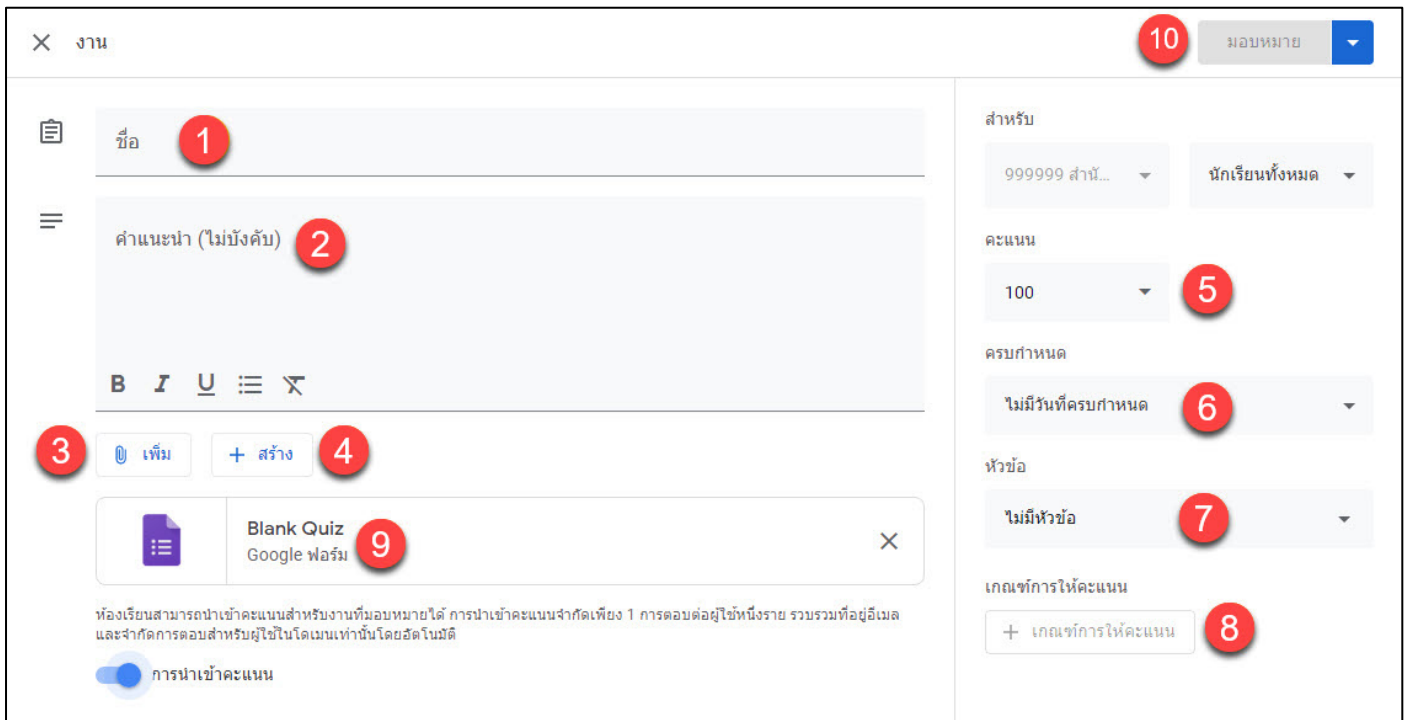 งาน
10
มอบหมาย
ชื่อ 1
คำแนะนำ (ไม่บังคับ) 2
B I U
3 เพิ่ม
+ สร้าง 4
Blank Quiz
Google ฟอร์ม
9
ห้องเรียนสามารถนำเข้าคะแนนสำหรับงานที่มอบหมายได้ การนำเข้าคะแนนจำกัดเพียง 1 การตอบต่อผู้ใช้หนึ่งราย รวบรวมที่อยู่อีเมล
และจำกัดการตอบสำหรับผู้ใช้ในโดเมนเท่านั้นโดยอัตโนมัติ
การนำเข้าคะแนน
สำหรับ
999999 สำนั...
นักเรียนทั้งหมด
คะแนน
100
5
ครบกำหนด
ไม่มีวันที่ครบกำหนด 6
หัวข้อ
ไม่มีหัวข้อ 7
เกณฑ์การให้คะแนน
+ เกณฑ์การให้คะแนน 8